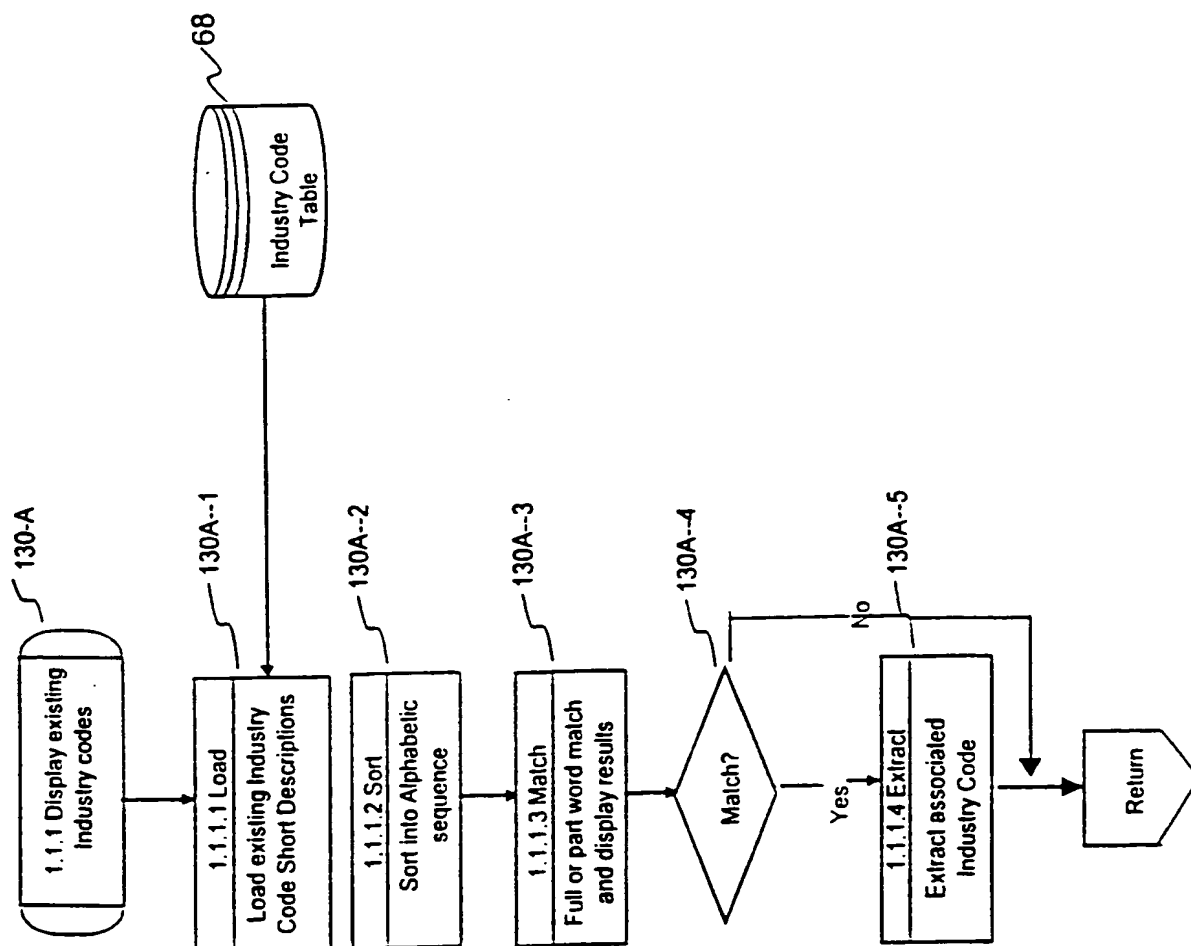 130-A
1.1.1 Display existing
Industry codes
68
Industry Code
Table
130A--1
1.1.1.1 Load
Load existing Industry
Code Short Descriptions
130A--2
1.1.1.2 Sort
Sort into Alphabetic
sequence
130A--3
1.1.1.3 Match
Full or part word match
and display results
130A--4
Match?
No
Yes
130A--5
1.1.1.4 Extract
Extract associated
Industry Code
Return